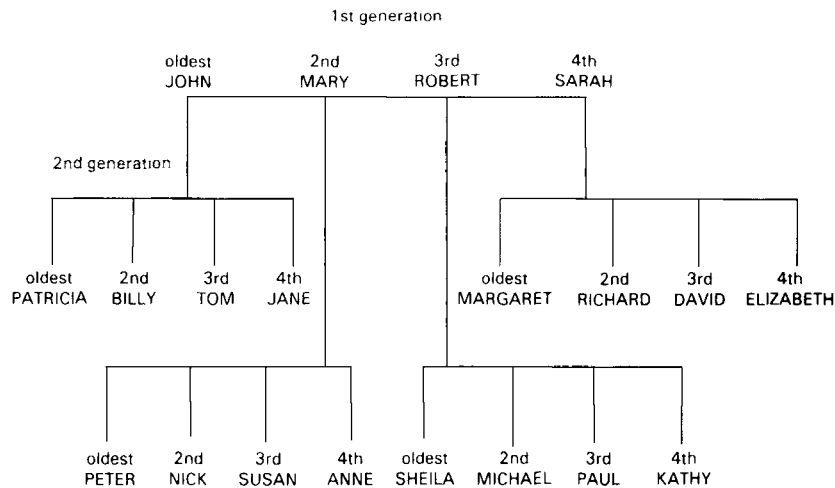 1st generation
oldest 2nd 3rd 4th
JOHN MARY ROBERT SARAH
2nd generation
oldest 2nd 3rd 4th oldest 2nd 3rd 4th
PATRICIA BILLY TOM JANE MARGARET RICHARD DAVID ELIZABETH
oldest 2nd 3rd 4th oldest 2nd 3rd 4th
PETER NICK SUSAN ANNE SHEILA MICHAEL PAUL KATHY